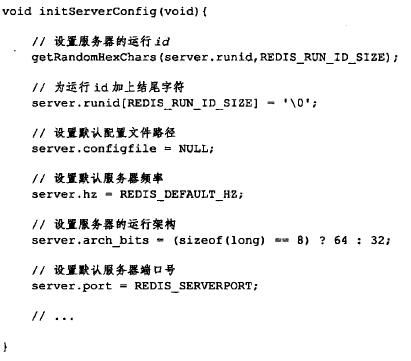 void initServerConfig(void){
// 设置服务器的运行id
getRandomHexChars(server.runid,REDIS_RUN_ID_SIZE);
// 为运行id加上结尾字符
server.runid[REDIS_RUN_ID_SIZE] = '\0';
// 设置默认配置文件路径
server.configfile = NULL;
// 设置默认服务器频率
server.hz = REDIS_DEFAULT_HZ;
// 设置服务器的运行架构
server.arch_bits = (sizeof(long) == 8) ? 64 : 32;
// 设置默认服务器端口号
server.port = REDIS_SERVERPORT;
// ...
}